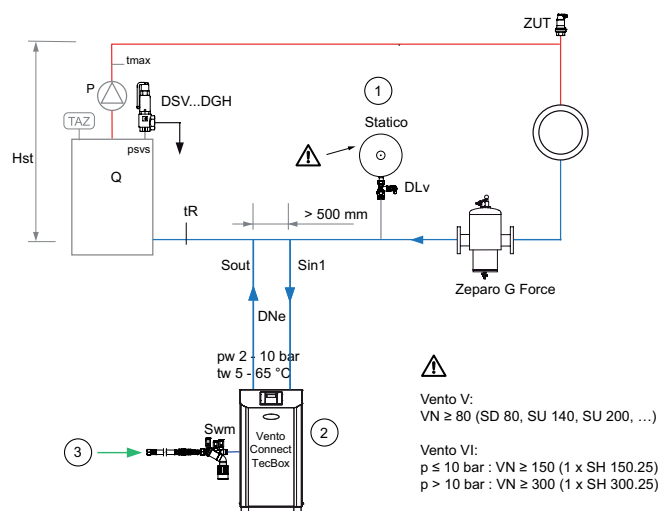 ZUT
tmax
P
DSV...DGH
1
TAZ
Statico
psvs
Hst
Q
DLv
tR
> 500 mm
Sout
Sin1
Zeparo G Force
DNe
pw 2 - 10 bar
tw 5 - 65 °C
Swm
3
Vento
Connect
TecBox
2
Vento V:
VN ≥ 80 (SD 80, SU 140, SU 200, …)
Vento VI:
p ≤ 10 bar : VN ≥ 150 (1 x SH 150.25)
p > 10 bar : VN ≥ 300 (1 x SH 300.25)